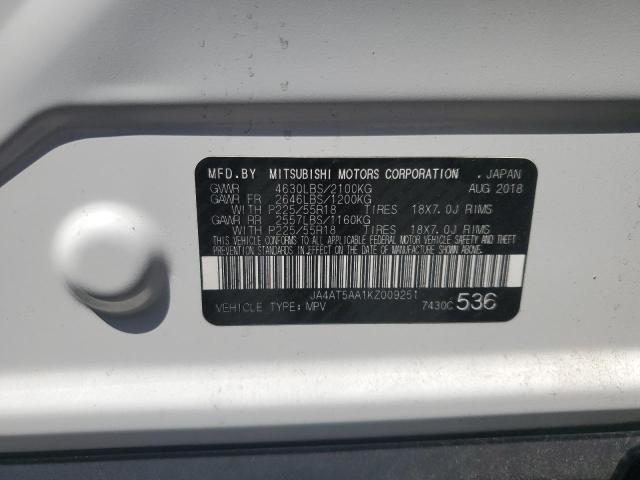 MFD.BY MITSUBISHI MOTORS CORPORATION , JAPAN
GVWR 4630LBS/2100KG AUG 2018
GAWR FR 2646LBS/1200KG
WITH P225/55R18 TIRES 18X7.0J RIMS
GAWR RR 2557LBS/1160KG
WITH P225/55R18 TIRES 18X7.0J RIMS
THIS VEHICLE CONFORMS TO ALL APPLICABLE FEDERAL MOTOR VEHICLE SAFETY AND THEFT
PREVENTION STANDARDS IN EFFECT ON THE DATE OF MANUFACTURE SHOWN ABOVE.
JA4AT5AA1KZ009251
VEHICLE TYPE: MPV 7430C 536